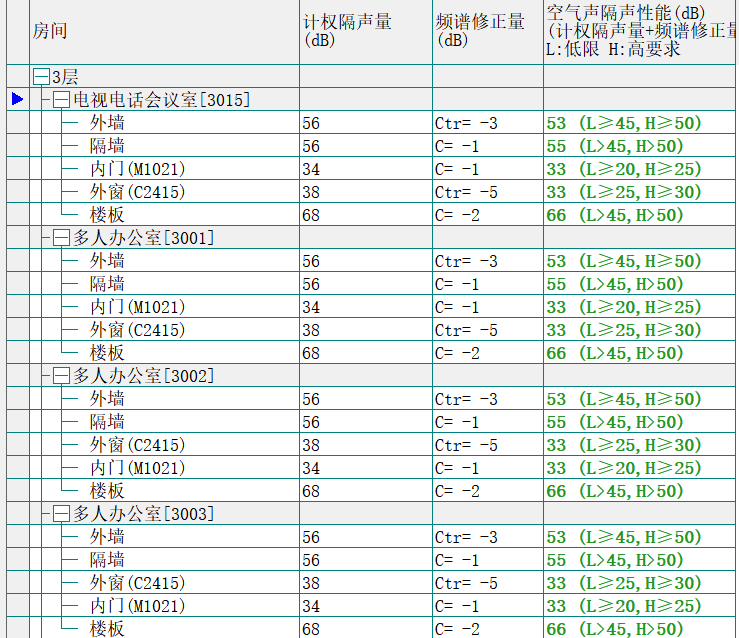 房间 计权隔声量(dB) 频谱修正量(dB) 空气声隔声性能(dB)
(计权隔声量+频谱修正量
L:低限 H:高要求
3层
电视电话会议室[3015]
外墙 56 Ctr= -3 53 (L≥45,H≥50)
隔墙 56 C= -1 55 (L>45,H>50)
内门(M1021) 34 C= -1 33 (L≥20,H≥25)
外窗(C2415) 38 Ctr= -5 33 (L≥25,H≥30)
楼板 68 C= -2 66 (L>45,H>50)
多人办公室[3001]
外墙 56 Ctr= -3 53 (L≥45,H≥50)
隔墙 56 C= -1 55 (L>45,H>50)
内门(M1021) 34 C= -1 33 (L≥20,H≥25)
外窗(C2415) 38 Ctr= -5 33 (L≥25,H≥30)
楼板 68 C= -2 66 (L>45,H>50)
多人办公室[3002]
外墙 56 Ctr= -3 53 (L≥45,H≥50)
隔墙 56 C= -1 55 (L>45,H>50)
外窗(C2415) 38 Ctr= -5 33 (L≥25,H≥30)
内门(M1021) 34 C= -1 33 (L≥20,H≥25)
楼板 68 C= -2 66 (L>45,H>50)
多人办公室[3003]
外墙 56 Ctr= -3 53 (L≥45,H≥50)
隔墙 56 C= -1 55 (L>45,H>50)
外窗(C2415) 38 Ctr= -5 33 (L≥25,H≥30)
内门(M1021) 34 C= -1 33 (L≥20,H≥25)
楼板 68 C= -2 66 (L>45,H>50)